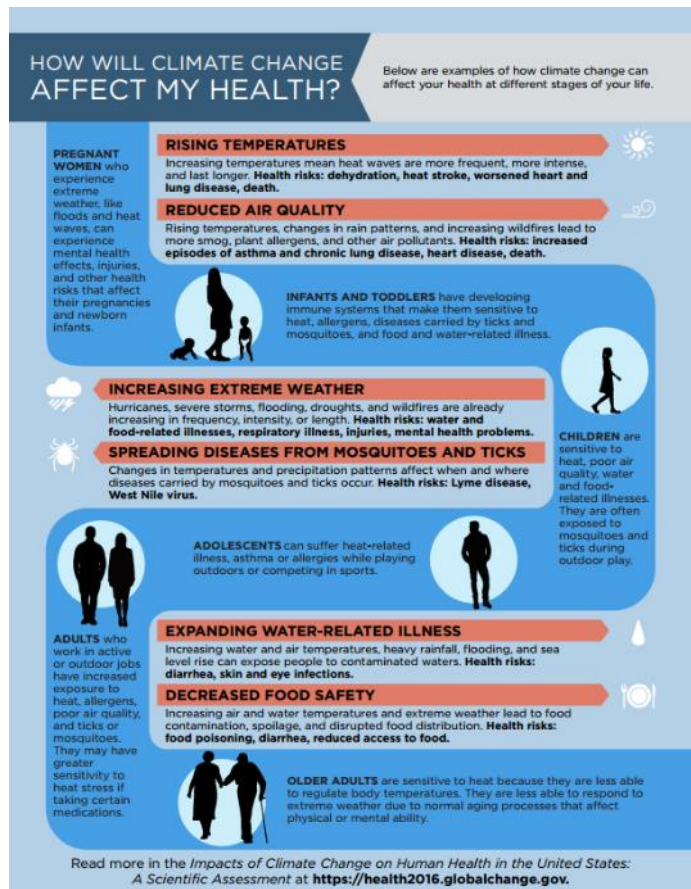 HOW WILL CLIMATE CHANGE
AFFECT MY HEALTH?
Below are examples of how climate change can
affect your health at different stages of your life.
PREGNANT
WOMEN who
experience
extreme
weather, like
floods and heat
waves, can
experience
mental health
effects, injuries,
and other health
risks that affect
their pregnancies
and newborn
infants.
RISING TEMPERATURES
Increasing temperatures mean heat waves are more frequent, more intense,
and last longer. Health risks: dehydration, heat stroke, worsened heart and
lung disease, death.
REDUCED AIR QUALITY
Rising temperatures, changes in rain patterns, and increasing wildfires lead to
more smog, plant allergens, and other air pollutants. Health risks: increased
episodes of asthma and chronic lung disease, heart disease, death.
INFANTS AND TODDLERS have developing
immune systems that make them sensitive to
heat, allergens, diseases carried by ticks and
mosquitoes, and food and water-related illness.
INCREASING EXTREME WEATHER
Hurricanes, severe storms, flooding, droughts, and wildfires are already
increasing in frequency, intensity, or length. Health risks: water and
food-related illnesses, respiratory illness, injuries, mental health problems.
SPREADING DISEASES FROM MOSQUITOES AND TICKS
Changes in temperatures and precipitation patterns affect when and where
diseases carried by mosquitoes and ticks occur. Health risks: Lyme disease,
West Nile virus.
CHILDREN are
sensitive to
heat, poor air
quality, water
and food-
related illnesses.
They are often
exposed to
mosquitoes and
ticks during
outdoor play.
ADOLESCENTS can suffer heat-related
illness, asthma or allergies while playing
outdoors or competing in sports.
ADULTS who
work in active
or outdoor jobs
have increased
exposure to
heat, allergens,
poor air quality,
and ticks or
mosquitoes.
They may have
greater
sensitivity to
heat stress if
taking certain
medications.
EXPANDING WATER-RELATED ILLNESS
Increasing water and air temperatures, heavy rainfall, flooding, and sea
level rise can expose people to contaminated waters. Health risks:
diarrhea, skin and eye infections.
DECREASED FOOD SAFETY
Increasing air and water temperatures and extreme weather lead to food
contamination, spoilage, and disrupted food distribution. Health risks:
food poisoning, diarrhea, reduced access to food.
OLDER ADULTS are sensitive to heat because they are less able
to regulate body temperatures. They are less able to respond to
extreme weather due to normal aging processes that affect
physical or mental ability.
Read more in the Impacts of Climate Change on Human Health in the United States:
A Scientific Assessment at https://health2016.globalchange.gov.